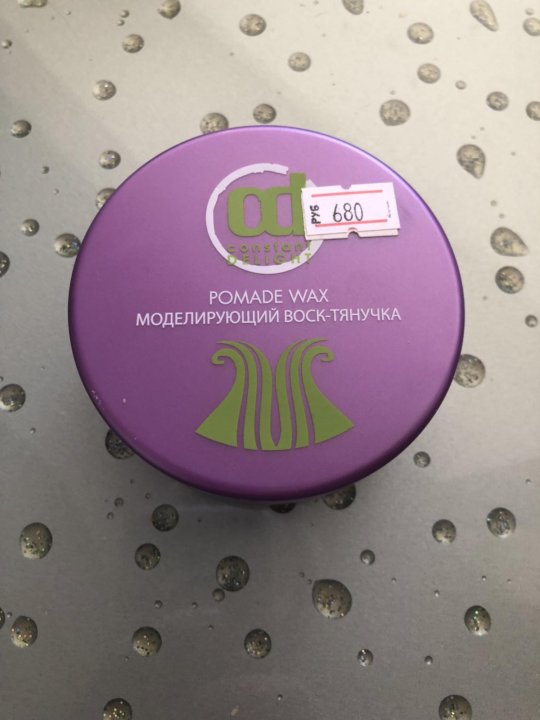 cd
РУБ 680
constant
DELIGHT
POMADE WAX
МОДЕЛИРУЮЩИЙ ВОСК-ТЯНУЧКА